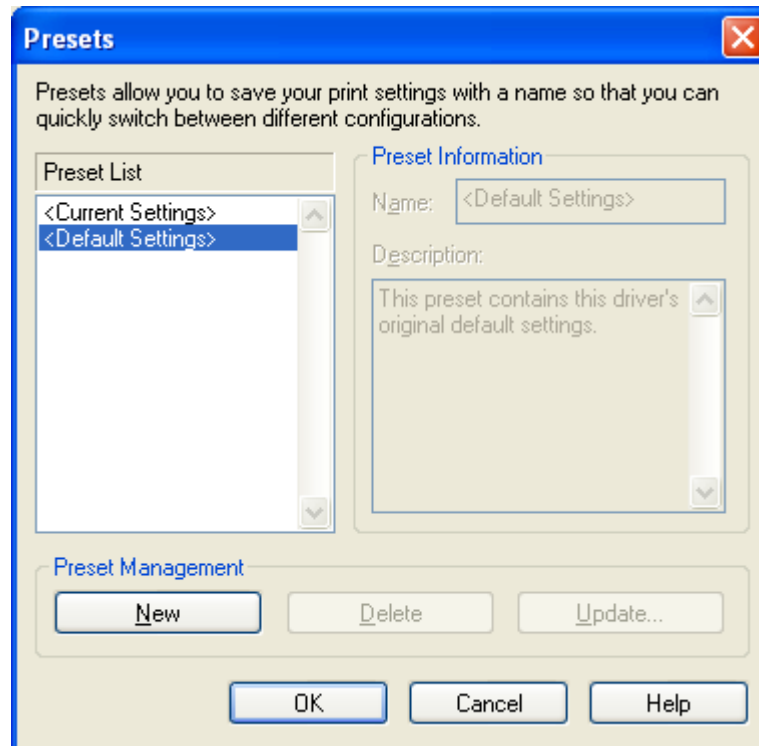 Presets
Presets allow you to save your print settings with a name so that you can
quickly switch between different configurations.
Preset List
<Current Settings>
<Default Settings>
Preset Information
Name: <Default Settings>
Description:
This preset contains this driver's
original default settings.
Preset Management
New Delete Update...
OK Cancel Help